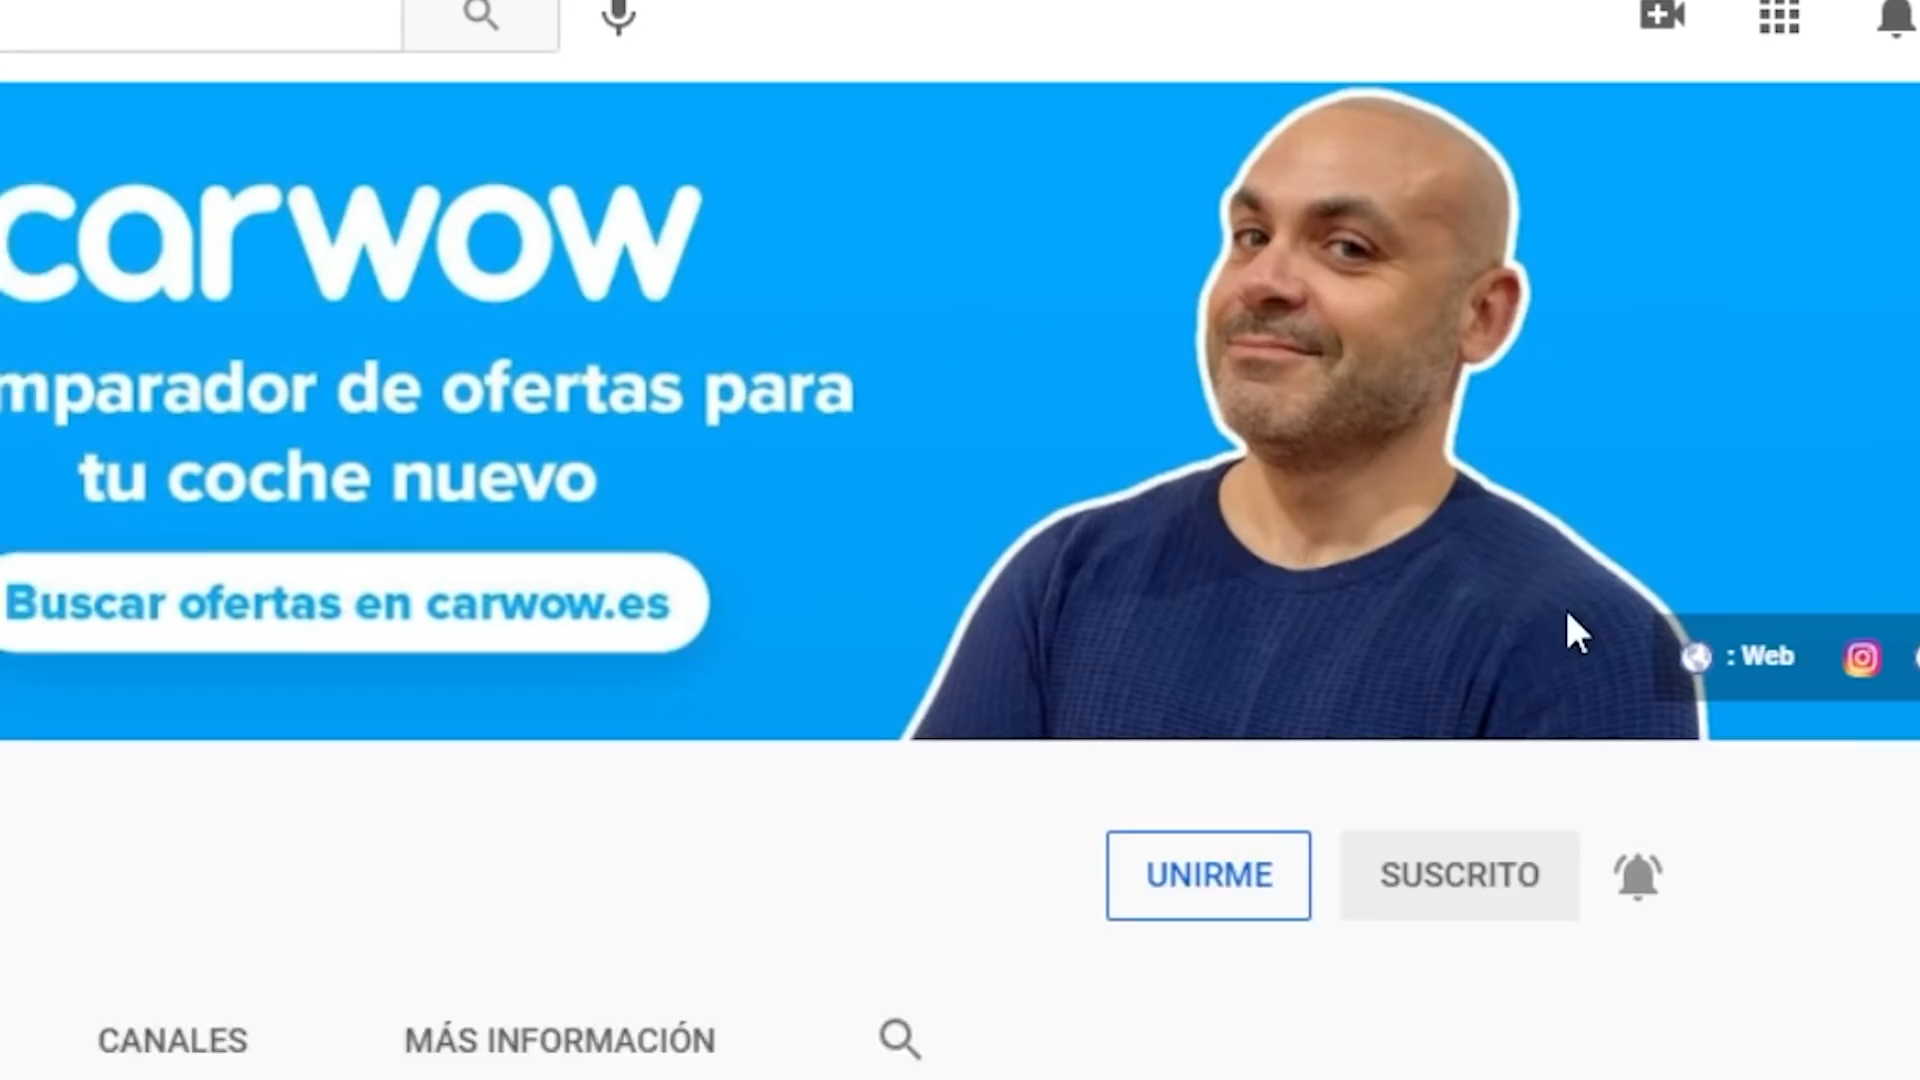 carwow
mparador de ofertas para
tu coche nuevo
Buscar ofertas en carwow.es
: Web
UNIRME
SUSCRITO
CANALES
MÁS INFORMACIÓN